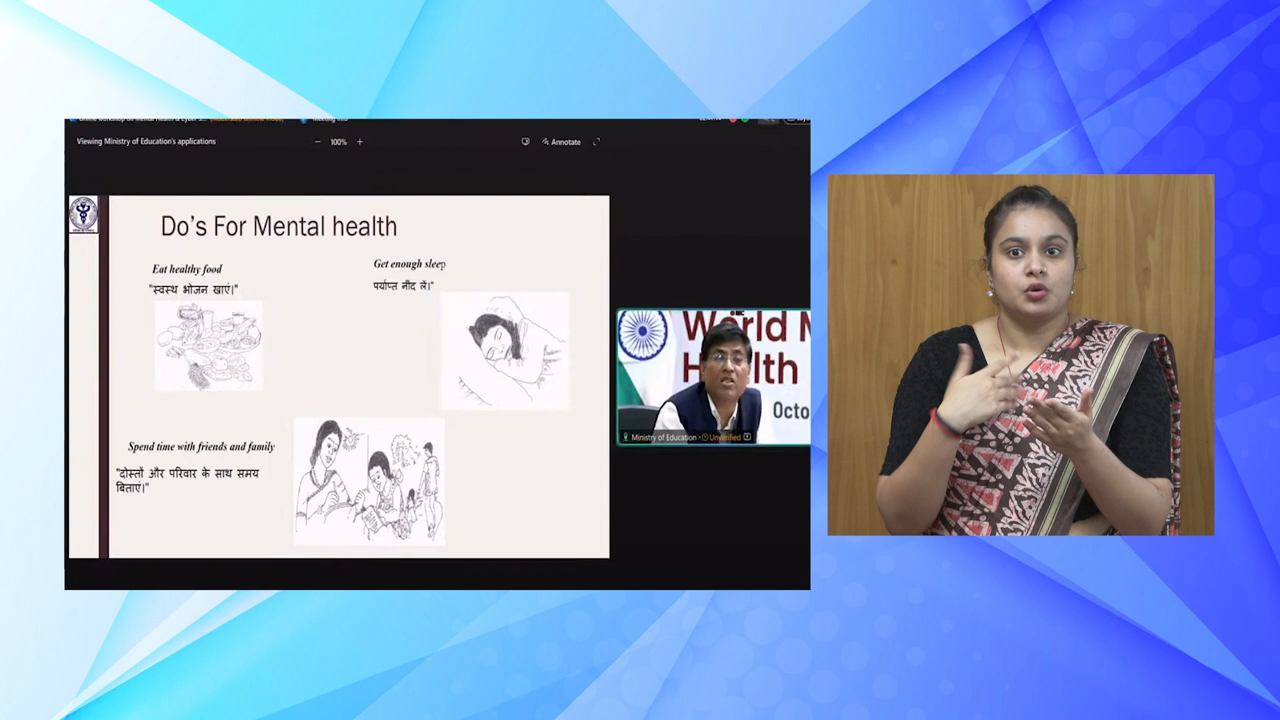 Viewing Ministry of Education's applications
100%
Annotate
Do's For Mental health
Eat healthy food
"स्वस्थ भोजन खाएं।"
Get enough sleep
पर्याप्त नींद लें।"
Spend time with friends and family
"दोस्तों और परिवार के साथ समय
बिताएं।"
World M
Health
Octo
Ministry of Education
Unverified